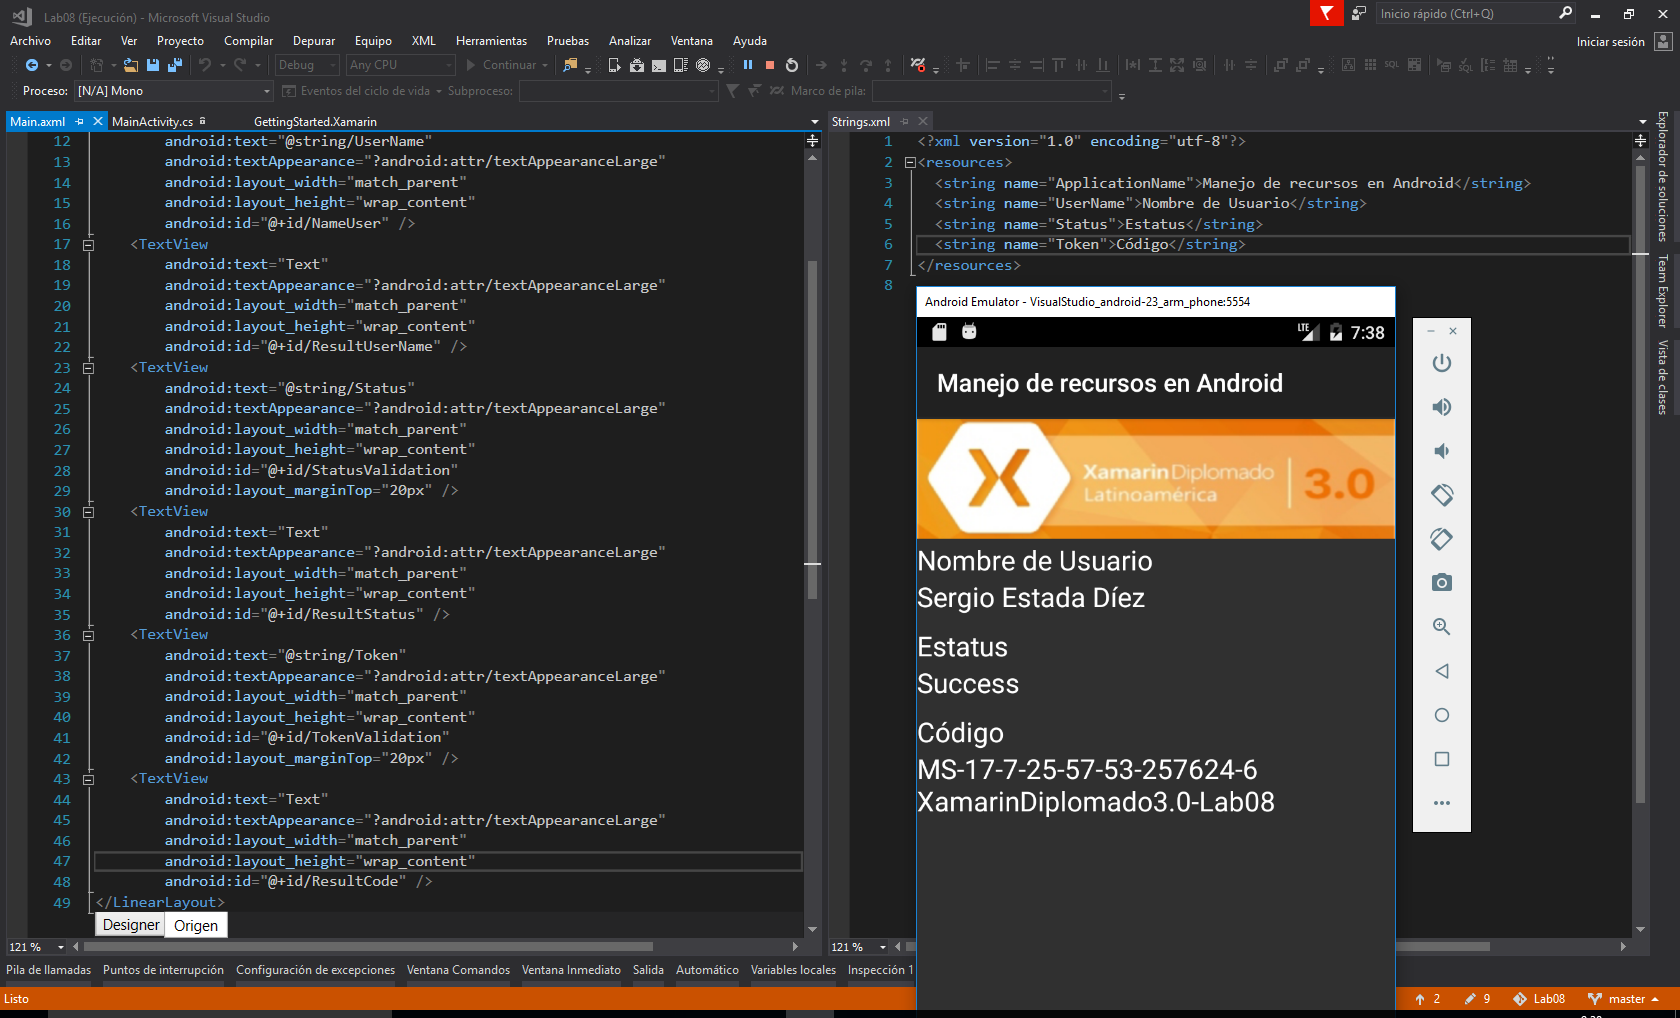 Lab08 (Ejecución) - Microsoft Visual Studio
Inicio rápido (Ctrl+Q)
Archivo Editar Ver Proyecto Compilar Depurar Equipo XML Herramientas Pruebas Analizar Ventana Ayuda
Iniciar sesión
Debug Any CPU Continuar
Proceso: [N/A] Mono Eventos del ciclo de vida Subproceso: Marco de pila:
Main.axml MainActivity.cs GettingStarted.Xamarin
12 android:text="@string/UserName"
13 android:textAppearance="?android:attr/textAppearanceLarge"
14 android:layout_width="match_parent"
15 android:layout_height="wrap_content"
16 android:id="@+id/NameUser" />
17 <TextView
18 android:text="Text"
19 android:textAppearance="?android:attr/textAppearanceLarge"
20 android:layout_width="match_parent"
21 android:layout_height="wrap_content"
22 android:id="@+id/ResultUserName" />
23 <TextView
24 android:text="@string/Status"
25 android:textAppearance="?android:attr/textAppearanceLarge"
26 android:layout_width="match_parent"
27 android:layout_height="wrap_content"
28 android:id="@+id/StatusValidation"
29 android:layout_marginTop="20px" />
30 <TextView
31 android:text="Text"
32 android:textAppearance="?android:attr/textAppearanceLarge"
33 android:layout_width="match_parent"
34 android:layout_height="wrap_content"
35 android:id="@+id/ResultStatus" />
36 <TextView
37 android:text="@string/Token"
38 android:textAppearance="?android:attr/textAppearanceLarge"
39 android:layout_width="match_parent"
40 android:layout_height="wrap_content"
41 android:id="@+id/TokenValidation"
42 android:layout_marginTop="20px" />
43 <TextView
44 android:text="Text"
45 android:textAppearance="?android:attr/textAppearanceLarge"
46 android:layout_width="match_parent"
47 android:layout_height="wrap_content"
48 android:id="@+id/ResultCode" />
49 </LinearLayout>
Designer Origen
121 %
Strings.xml
1 <?xml version="1.0" encoding="utf-8"?>
2 <resources>
3 <string name="ApplicationName">Manejo de recursos en Android</string>
4 <string name="UserName">Nombre de Usuario</string>
5 <string name="Status">Estatus</string>
6 <string name="Token">Código</string>
7 </resources>
8
121 %
Android Emulator - VisualStudio_android-23_arm_phone:5554
LTE 7:38
Manejo de recursos en Android
XamarinDiplomado
Latinoamérica
3.0
Nombre de Usuario
Sergio Estada Díez
Estatus
Success
Código
MS-17-7-25-57-53-257624-6
XamarinDiplomado3.0-Lab08
Explorador de soluciones
Team Explorer
Vista de clases
Pila de llamadas Puntos de interrupción Configuración de excepciones Ventana Comandos Ventana Inmediato Salida Automático Variables locales Inspección 1
Listo
2 9 Lab08 master